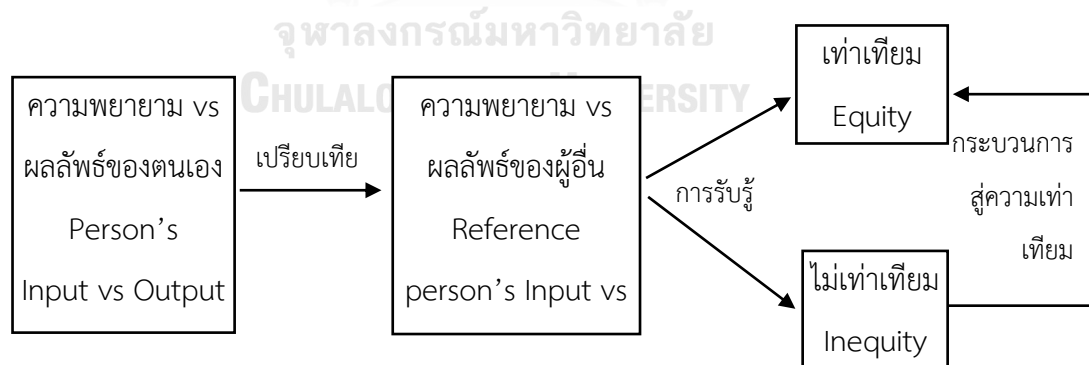 จุฬาลงกรณ์มหาวิทยาลัย
CHULALO ERSITY
ความพยายาม vs
ผลลัพธ์ของตนเอง
Person's
Input vs Output
เปรียบเทีย
ความพยายาม vs
ผลลัพธ์ของผู้อื่น
Reference
person's Input vs
การรับรู้
เท่าเทียม
Equity
ไม่เท่าเทียม
Inequity
กระบวนการ
สู่ความเท่า
เทียม